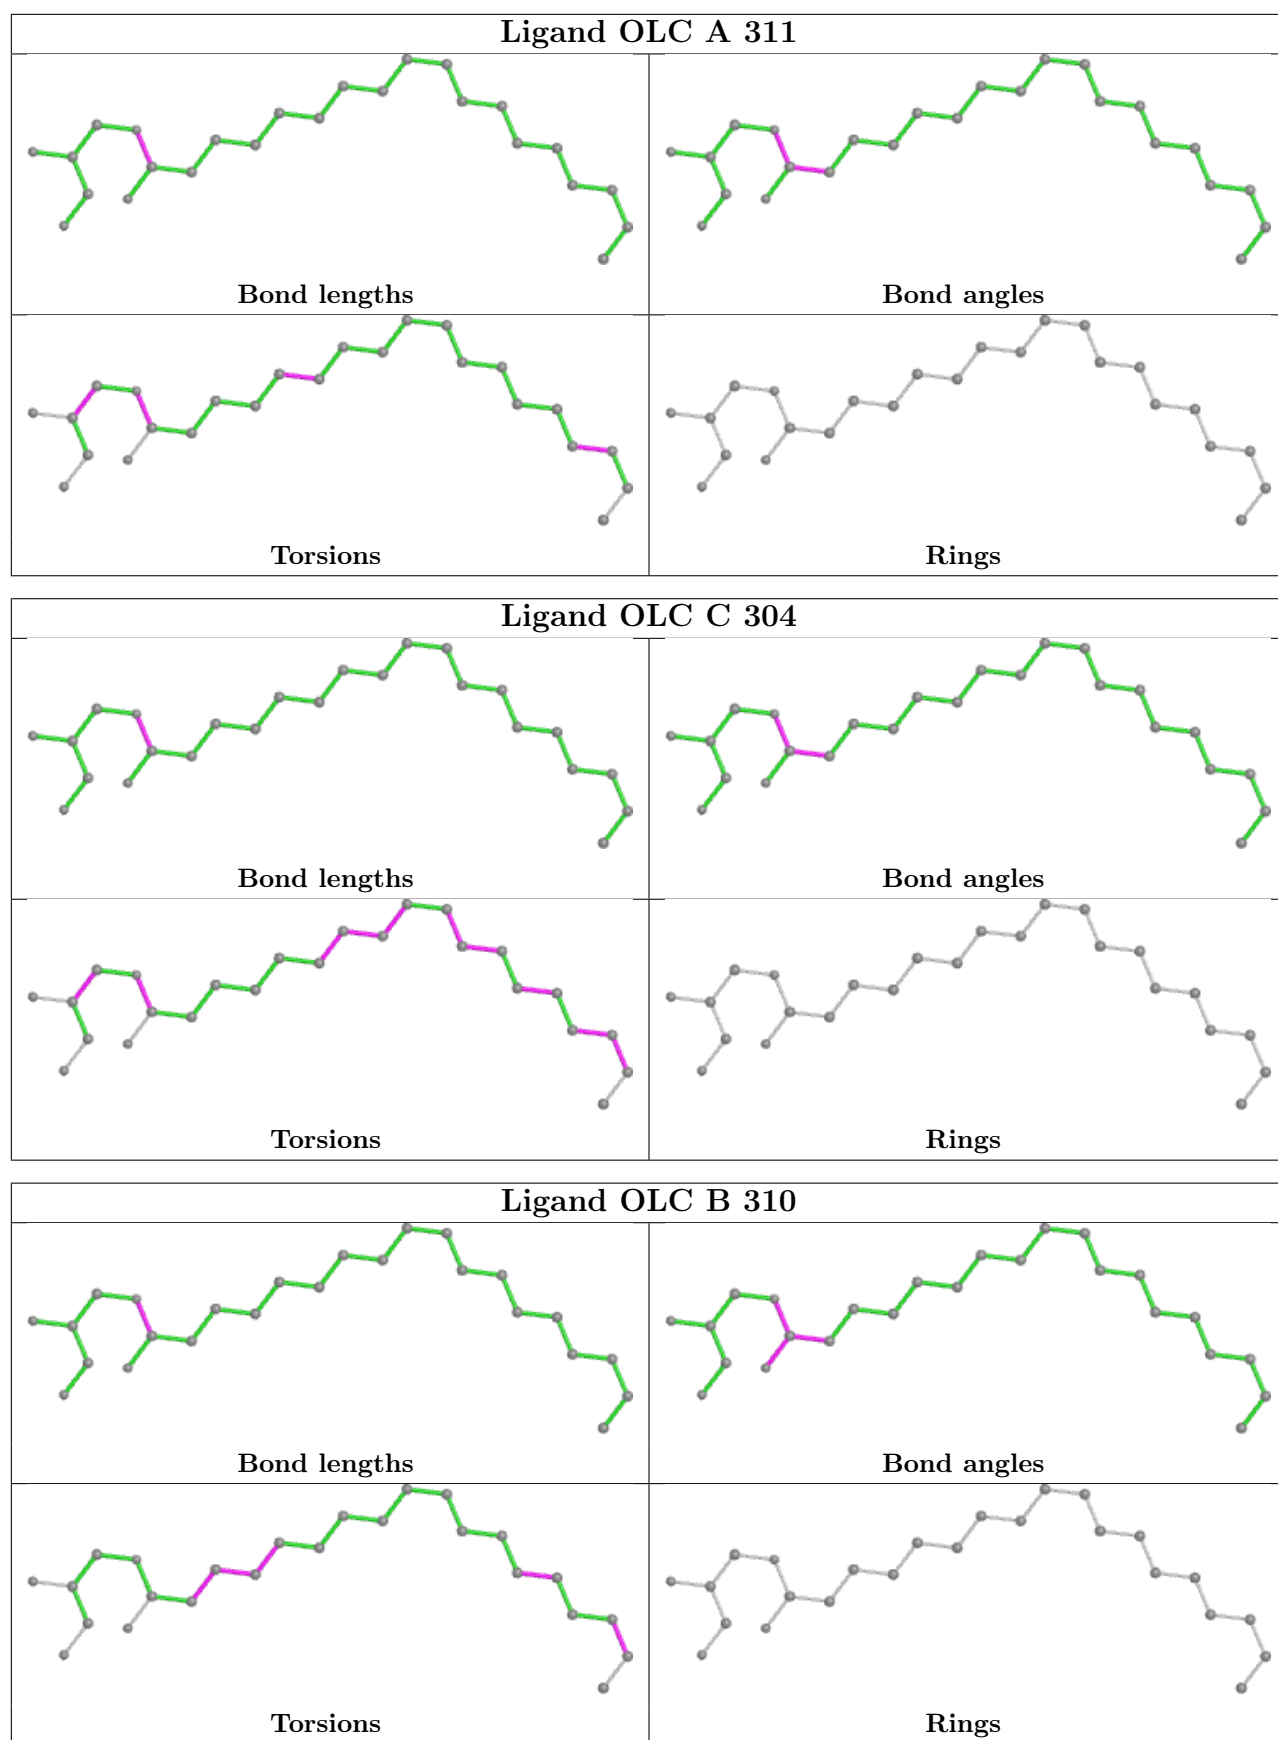 Ligand OLC A 311
Bond lengths
Bond angles
Torsions
Rings
Ligand OLC C 304
Bond lengths
Bond angles
Torsions
Rings
Ligand OLC B 310
Bond lengths
Bond angles
Torsions
Rings